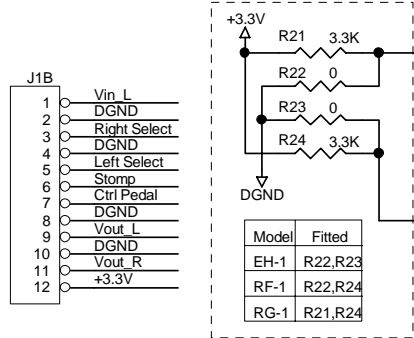 J1B
1 Vin_L
2 DGND
3 Right Select
4 DGND
5 Left Select
6 Stomp
7 Ctrl Pedal
8 DGND
9 Vout_L
10 DGND
11 Vout_R
12 +3.3V
+3.3V
R21 3.3K
R22 0
R23 0
R24 3.3K
DGND
Model Fitted
EH-1 R22,R23
RF-1 R22,R24
RG-1 R21,R24